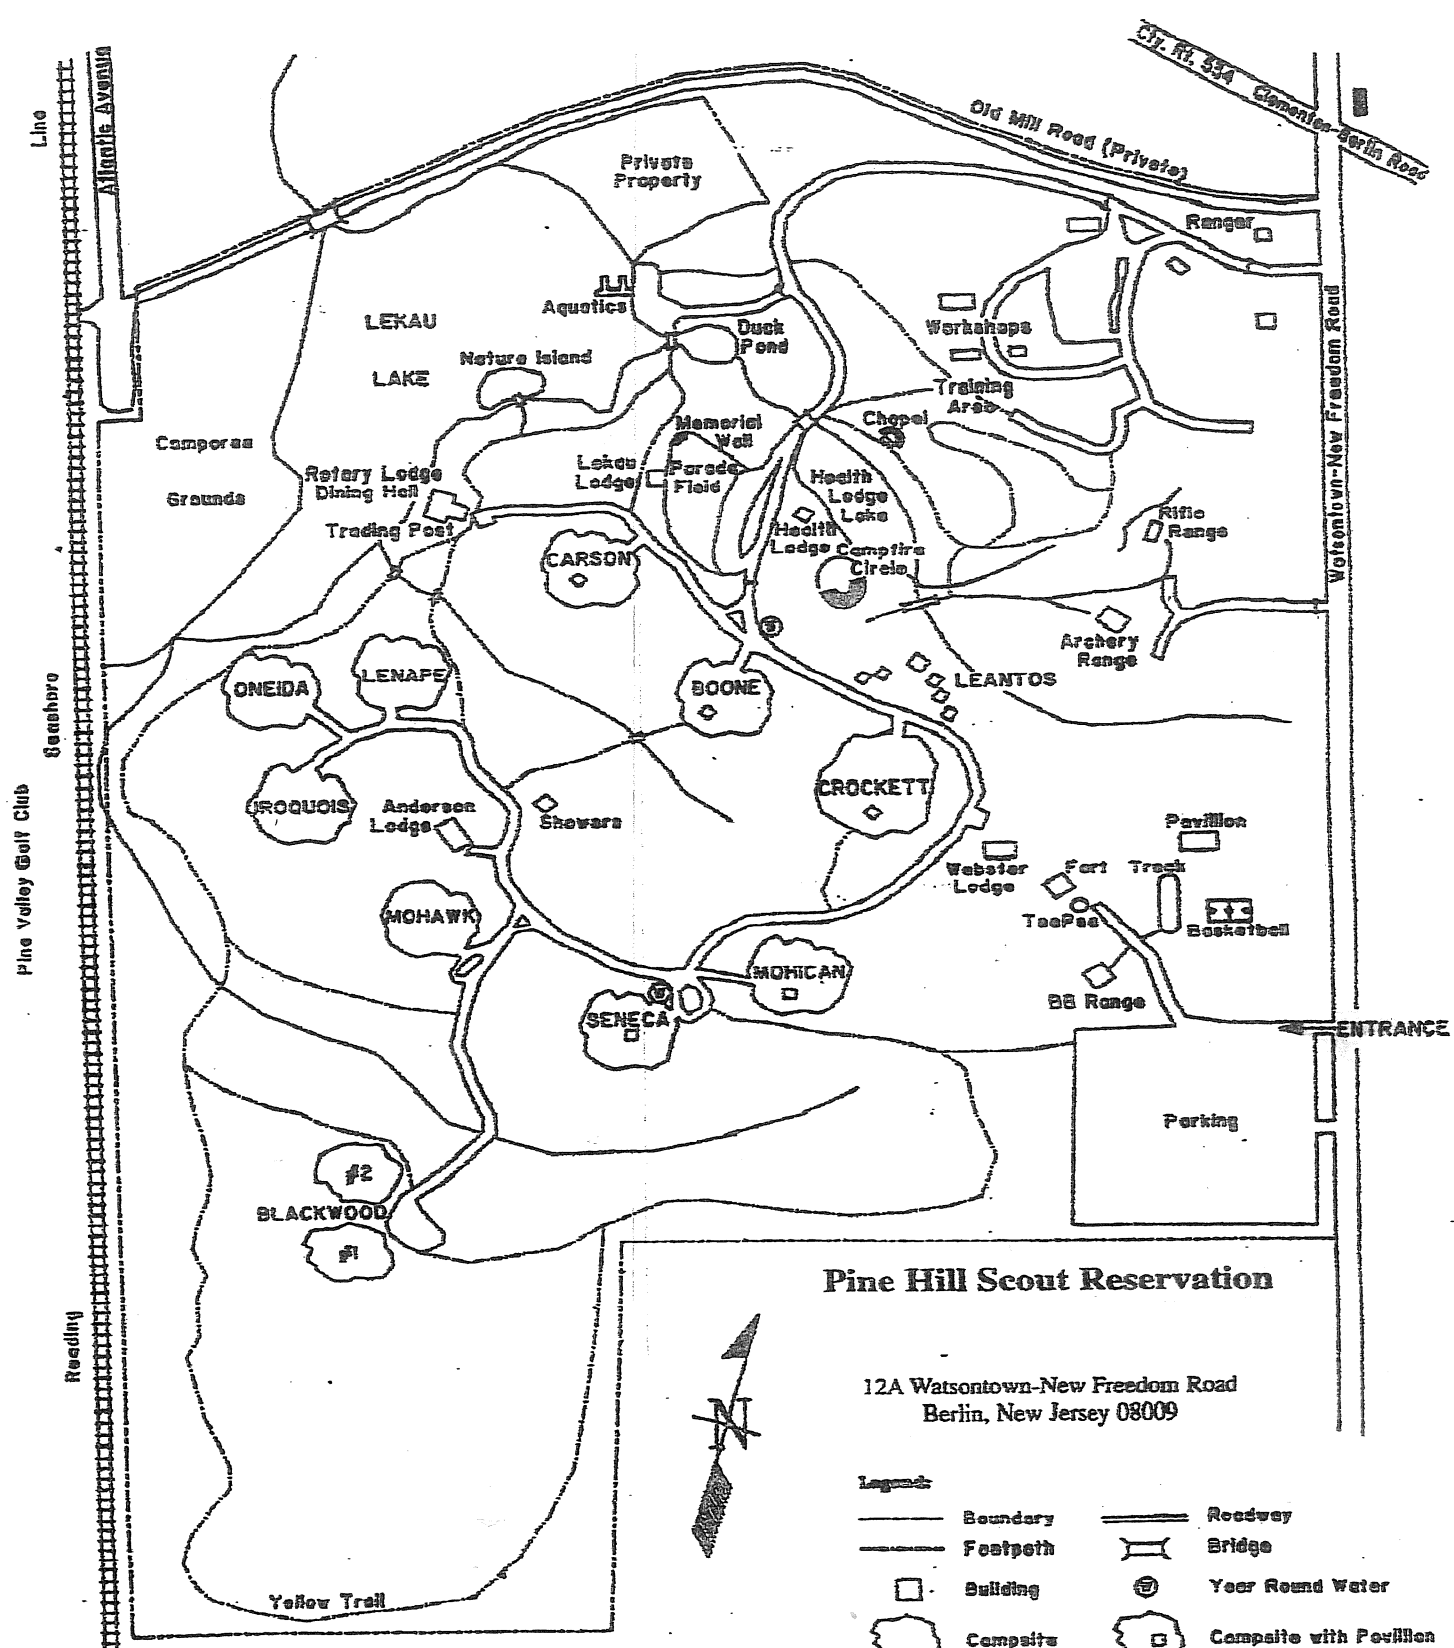 Cty. Rt. 534 Clementon-Berlin Road
Atlantic Avenue
Line
Old Mill Road (Private)
Private
Property
Ranger
Aquatics
LEKAU
LAKE
Duck
Pond
Workshops
Nature Island
Training
Area
Watsontown-New Freedom Road
Camporee
Grounds
Memorial
Wall
Chapel
Rotary Lodge
Dining Hall
Lekau
Lodge
Parade
Field
Health
Lodge
Lake
Trading Post
CARSON
Health
Lodge
Campfire
Circle
Rifle
Range
Archery
Range
Seashore
ONEIDA
LENAPE
BOONE
LEANTOS
IROQUOIS
Anderson
Lodge
Showers
CROCKETT
Pavillion
Pine Valley Golf Club
Webster
Lodge
Fort
Track
TeePee
Basketball
MOHAWK
MOHICAN
BB Range
SENECA
ENTRANCE
Parking
#2
BLACKWOOD
#1
Reading
Pine Hill Scout Reservation
N
12A Watsontown-New Freedom Road
Berlin, New Jersey 08009
Legend:
Boundary
Roadway
Footpath
Bridge
Building
Year Round Water
Campsite
Campsite with Pavillion
Yellow Trail